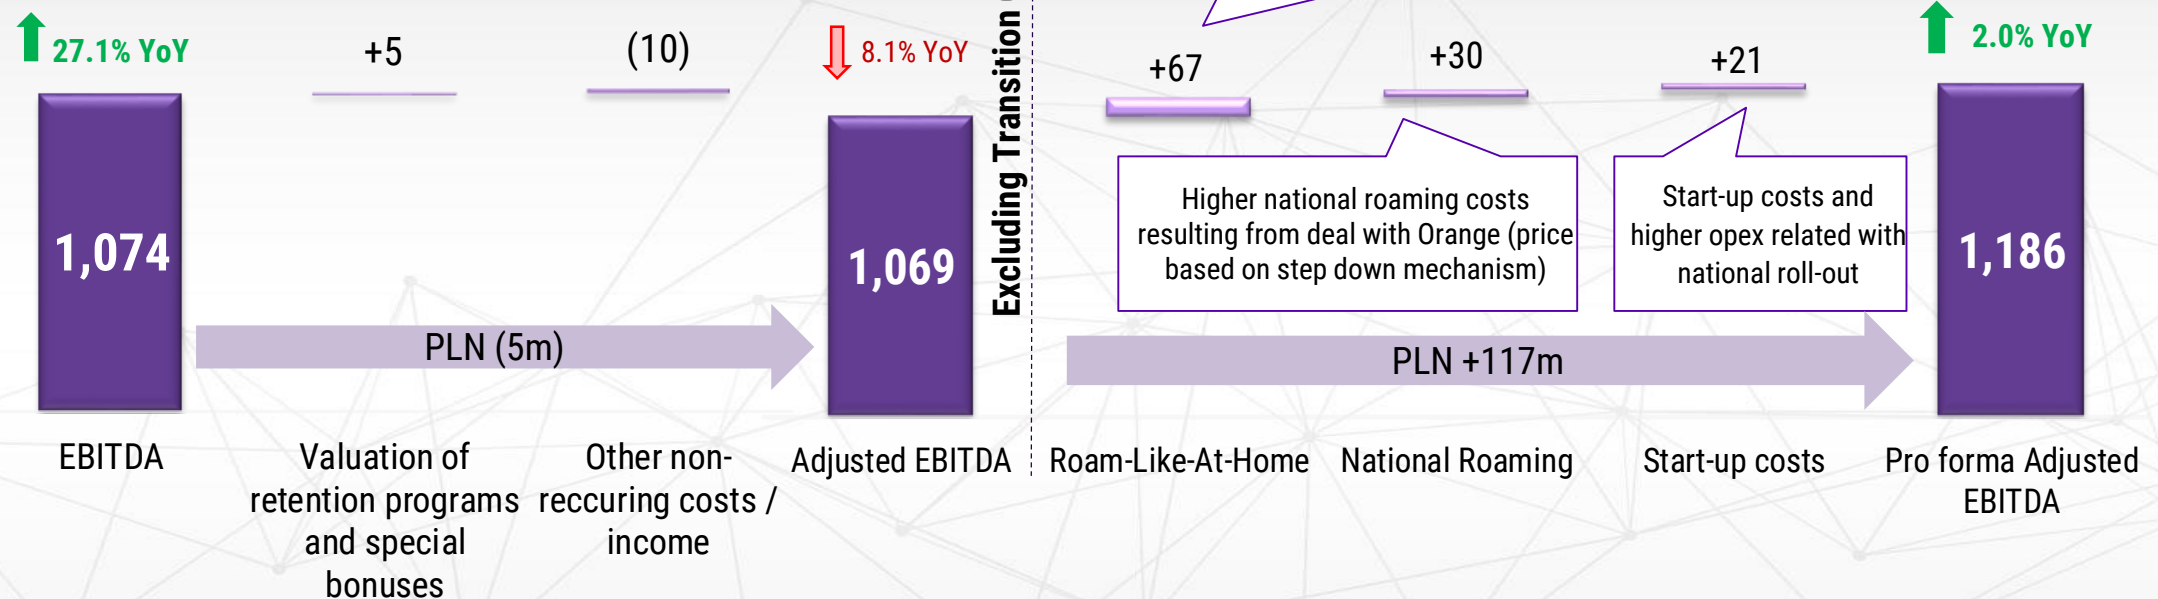 27.1% YoY
+5
(10)
8.1% YoY
1,074
1,069
PLN (5m)
EBITDA
Valuation of
retention programs
and special
bonuses
Other non-
reccuring costs /
income
Adjusted EBITDA
Excluding Transition
+67
+30
+21
2.0% YoY
Higher national roaming costs
resulting from deal with Orange (price
based on step down mechanism)
Start-up costs and
higher opex related with
national roll-out
1,186
PLN +117m
Roam-Like-At-Home
National Roaming
Start-up costs
Pro forma Adjusted
EBITDA